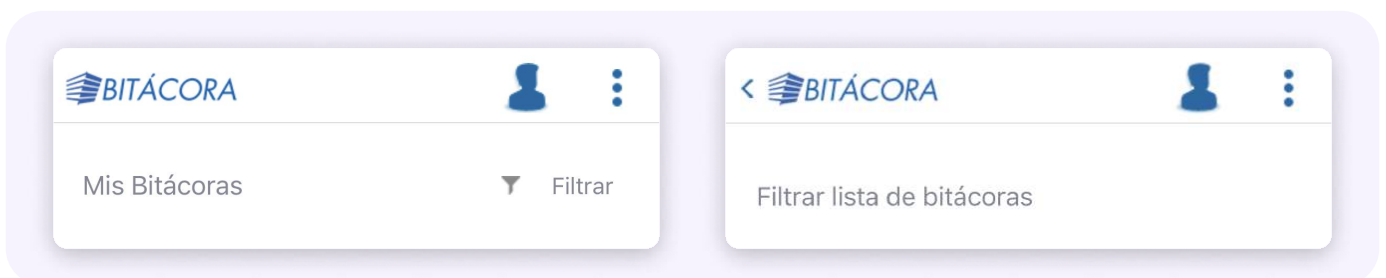 BITÁCORA
Mis Bitácoras
Filtrar
BITÁCORA
Filtrar lista de bitácoras